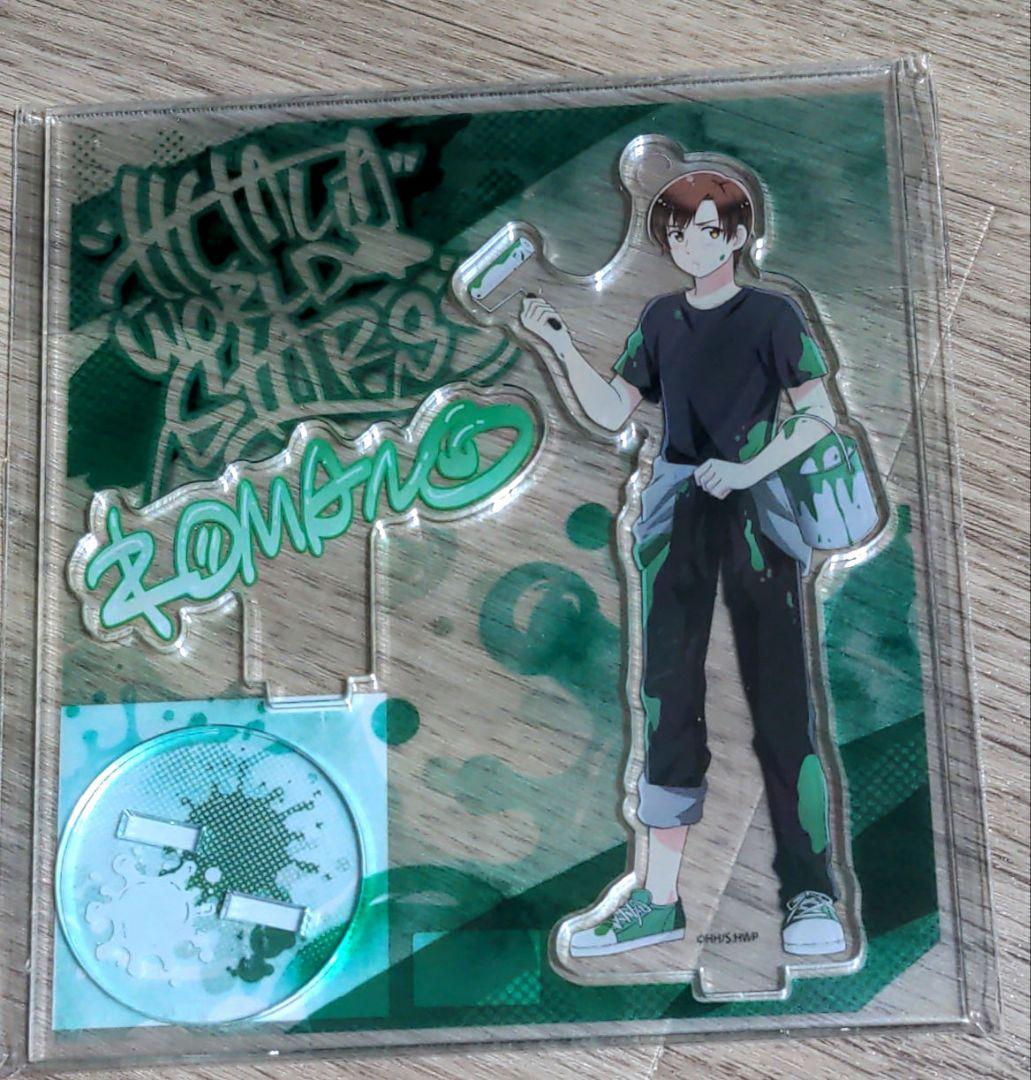 "HETALIA"
WORLD★
STARS
ROMANO
©HH/S.HWP